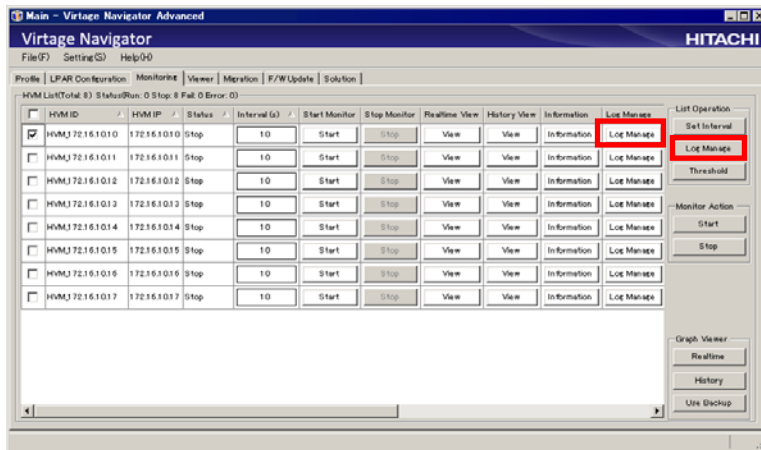 Main - Virtage Navigator Advanced
Virtage Navigator
HITACHI
File(F) Setting(S) Help(H)
Profile LPAR Configuration Monitoring Viewer Migration F/W Update Solution
HVM List(Total: 8) Status(Run: 0 Stop: 8 Fail: 0 Error: 0)
HVM ID HVM IP Status Interval (s) Start Monitor Stop Monitor Realtime View History View Information Log Manage
HVM_172.16.10.10 172.16.10.10 Stop 10 Start Stop View View Information Log Manage
HVM_172.16.10.11 172.16.10.11 Stop 10 Start Stop View View Information Log Manage
HVM_172.16.10.12 172.16.10.12 Stop 10 Start Stop View View Information Log Manage
HVM_172.16.10.13 172.16.10.13 Stop 10 Start Stop View View Information Log Manage
HVM_172.16.10.14 172.16.10.14 Stop 10 Start Stop View View Information Log Manage
HVM_172.16.10.15 172.16.10.15 Stop 10 Start Stop View View Information Log Manage
HVM_172.16.10.16 172.16.10.16 Stop 10 Start Stop View View Information Log Manage
HVM_172.16.10.17 172.16.10.17 Stop 10 Start Stop View View Information Log Manage
List Operation
Set Interval
Log Manage
Threshold
Monitor Action
Start
Stop
Graph Viewer
Realtime
History
Use Backup